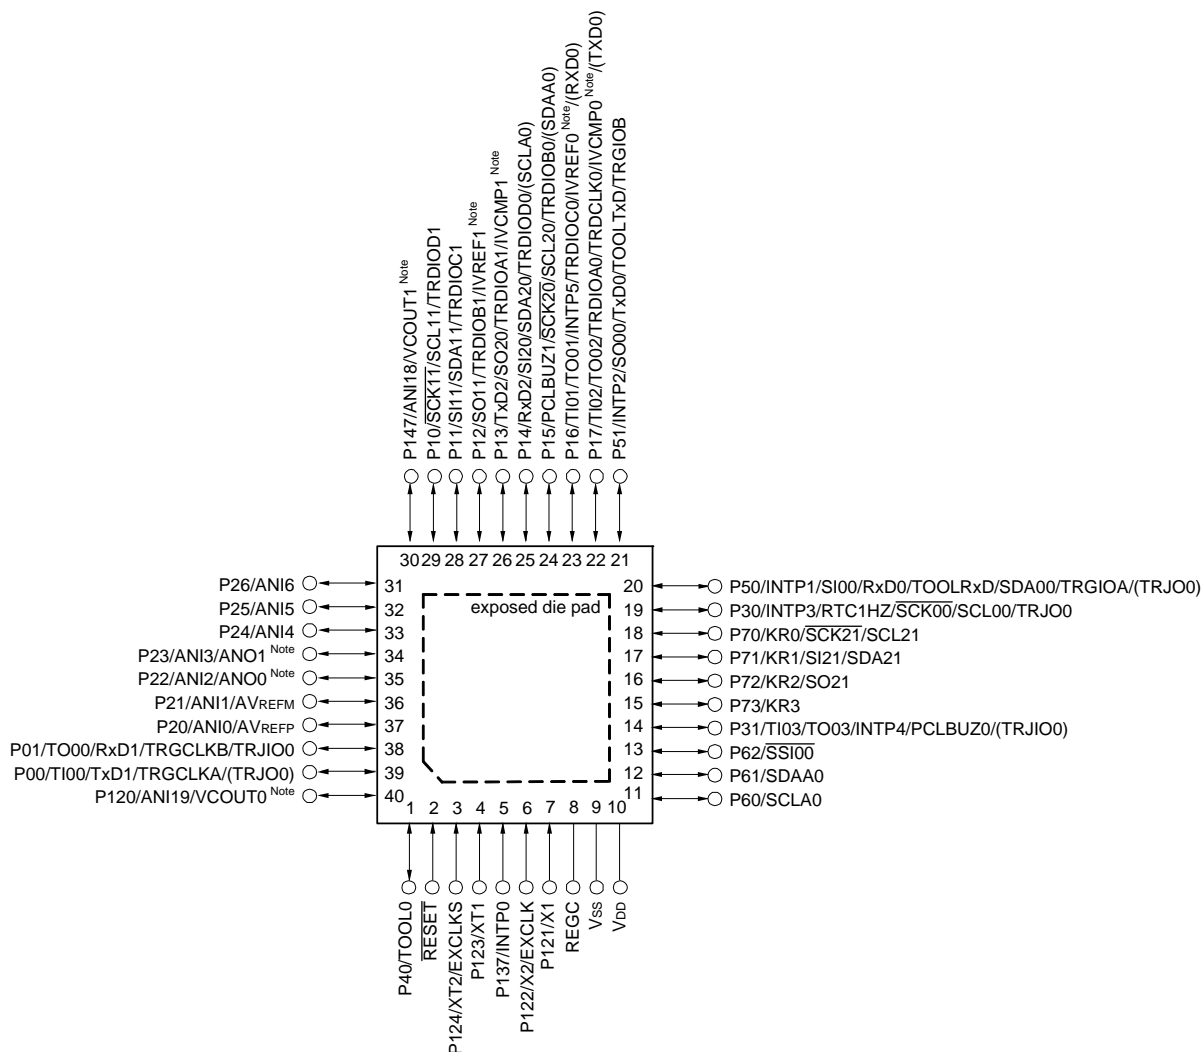 P147/ANI18/VCOUT1 Note
P10/SCK11/SCL11/TRDIOD1
P11/SI11/SDA11/TRDIOC1
P12/SO11/TRDIOB1/IVREF1 Note
P13/TxD2/SO20/TRDIOA1/IVCMP1 Note
P14/RxD2/SI20/SDA20/TRDIOD0/(SCLA0)
P15/PCLBUZ1/SCK20/SCL20/TRDIOB0/(SDAA0)
P16/TI01/TO01/INTP5/TRDIOC0/IVREF0 Note/(RXD0)
P17/TI02/TO02/TRDIOA0/TRDCLK0/IVCMP0 Note/(TXD0)
P51/INTP2/SO00/TxD0/TOOLTxD/TRGIOB
30 29 28 27 26 25 24 23 22 21
P26/ANI6 31
P25/ANI5 32
P24/ANI4 33
P23/ANI3/ANO1 Note 34
P22/ANI2/ANO0 Note 35
P21/ANI1/AVREFM 36
P20/ANI0/AVREFP 37
P01/TO00/RxD1/TRGCLKB/TRJIO0 38
P00/TI00/TxD1/TRGCLKA/(TRJO0) 39
P120/ANI19/VCOUT0 Note 40
exposed die pad
20 P50/INTP1/SI00/RxD0/TOOLRxD/SDA00/TRGIOA/(TRJO0)
19 P30/INTP3/RTC1HZ/SCK00/SCL00/TRJO0
18 P70/KR0/SCK21/SCL21
17 P71/KR1/SI21/SDA21
16 P72/KR2/SO21
15 P73/KR3
14 P31/TI03/TO03/INTP4/PCLBUZ0/(TRJIO0)
13 P62/SSI00
12 P61/SDAA0
11 P60/SCLA0
1 2 3 4 5 6 7 8 9 10
P40/TOOL0
RESET
P124/XT2/EXCLKS
P123/XT1
P137/INTP0
P122/X2/EXCLK
P121/X1
REGC
VSS
VDD